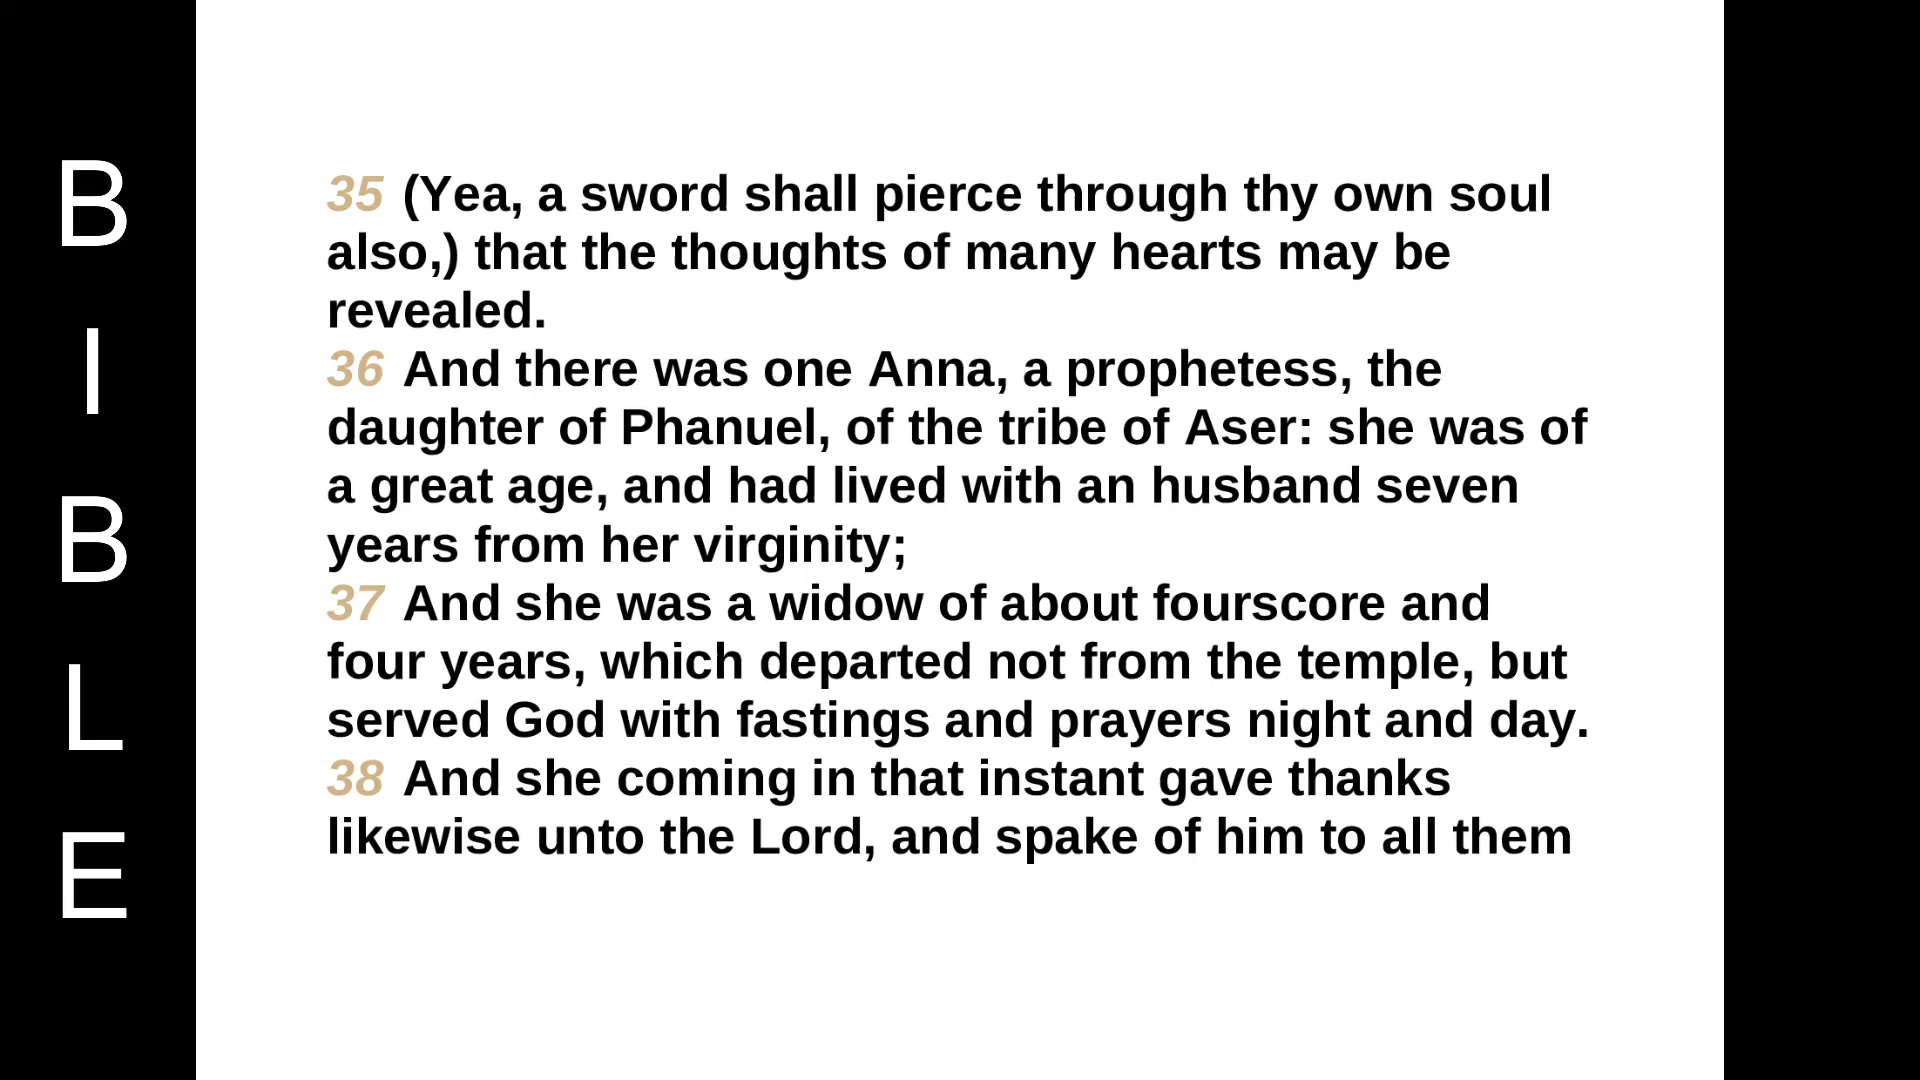 BIBLE
35 (Yea, a sword shall pierce through thy own soul
also,) that the thoughts of many hearts may be
revealed.
36 And there was one Anna, a prophetess, the
daughter of Phanuel, of the tribe of Aser: she was of
a great age, and had lived with an husband seven
years from her virginity;
37 And she was a widow of about fourscore and
four years, which departed not from the temple, but
served God with fastings and prayers night and day.
38 And she coming in that instant gave thanks
likewise unto the Lord, and spake of him to all them